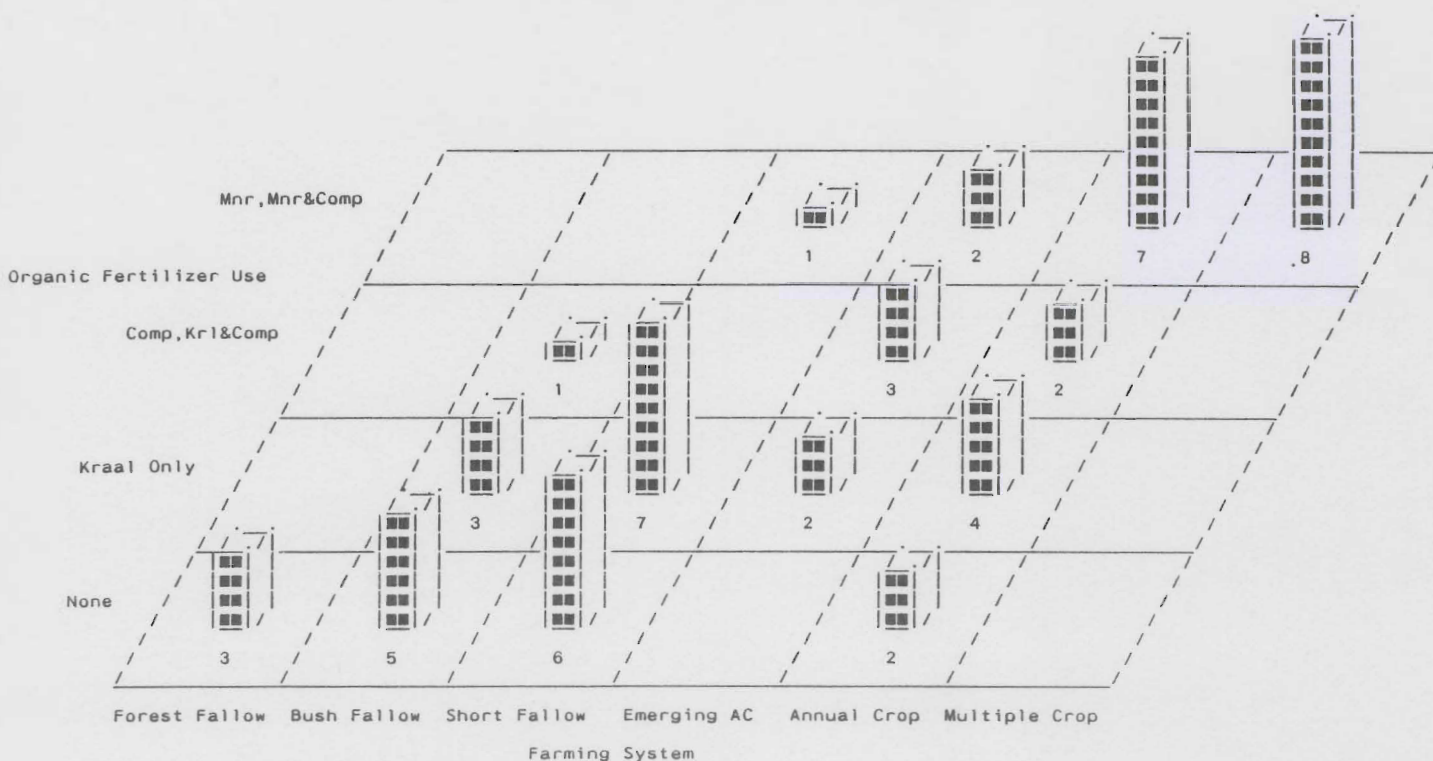 Mnr,Mnr&Comp
1 2 7 .8
Organic Fertilizer Use
Comp,Krl&Comp
1 3 2
Kraal Only
3 7 2 4
None
3 5 6 2
Forest Fallow Bush Fallow Short Fallow Emerging AC Annual Crop Multiple Crop
Farming System